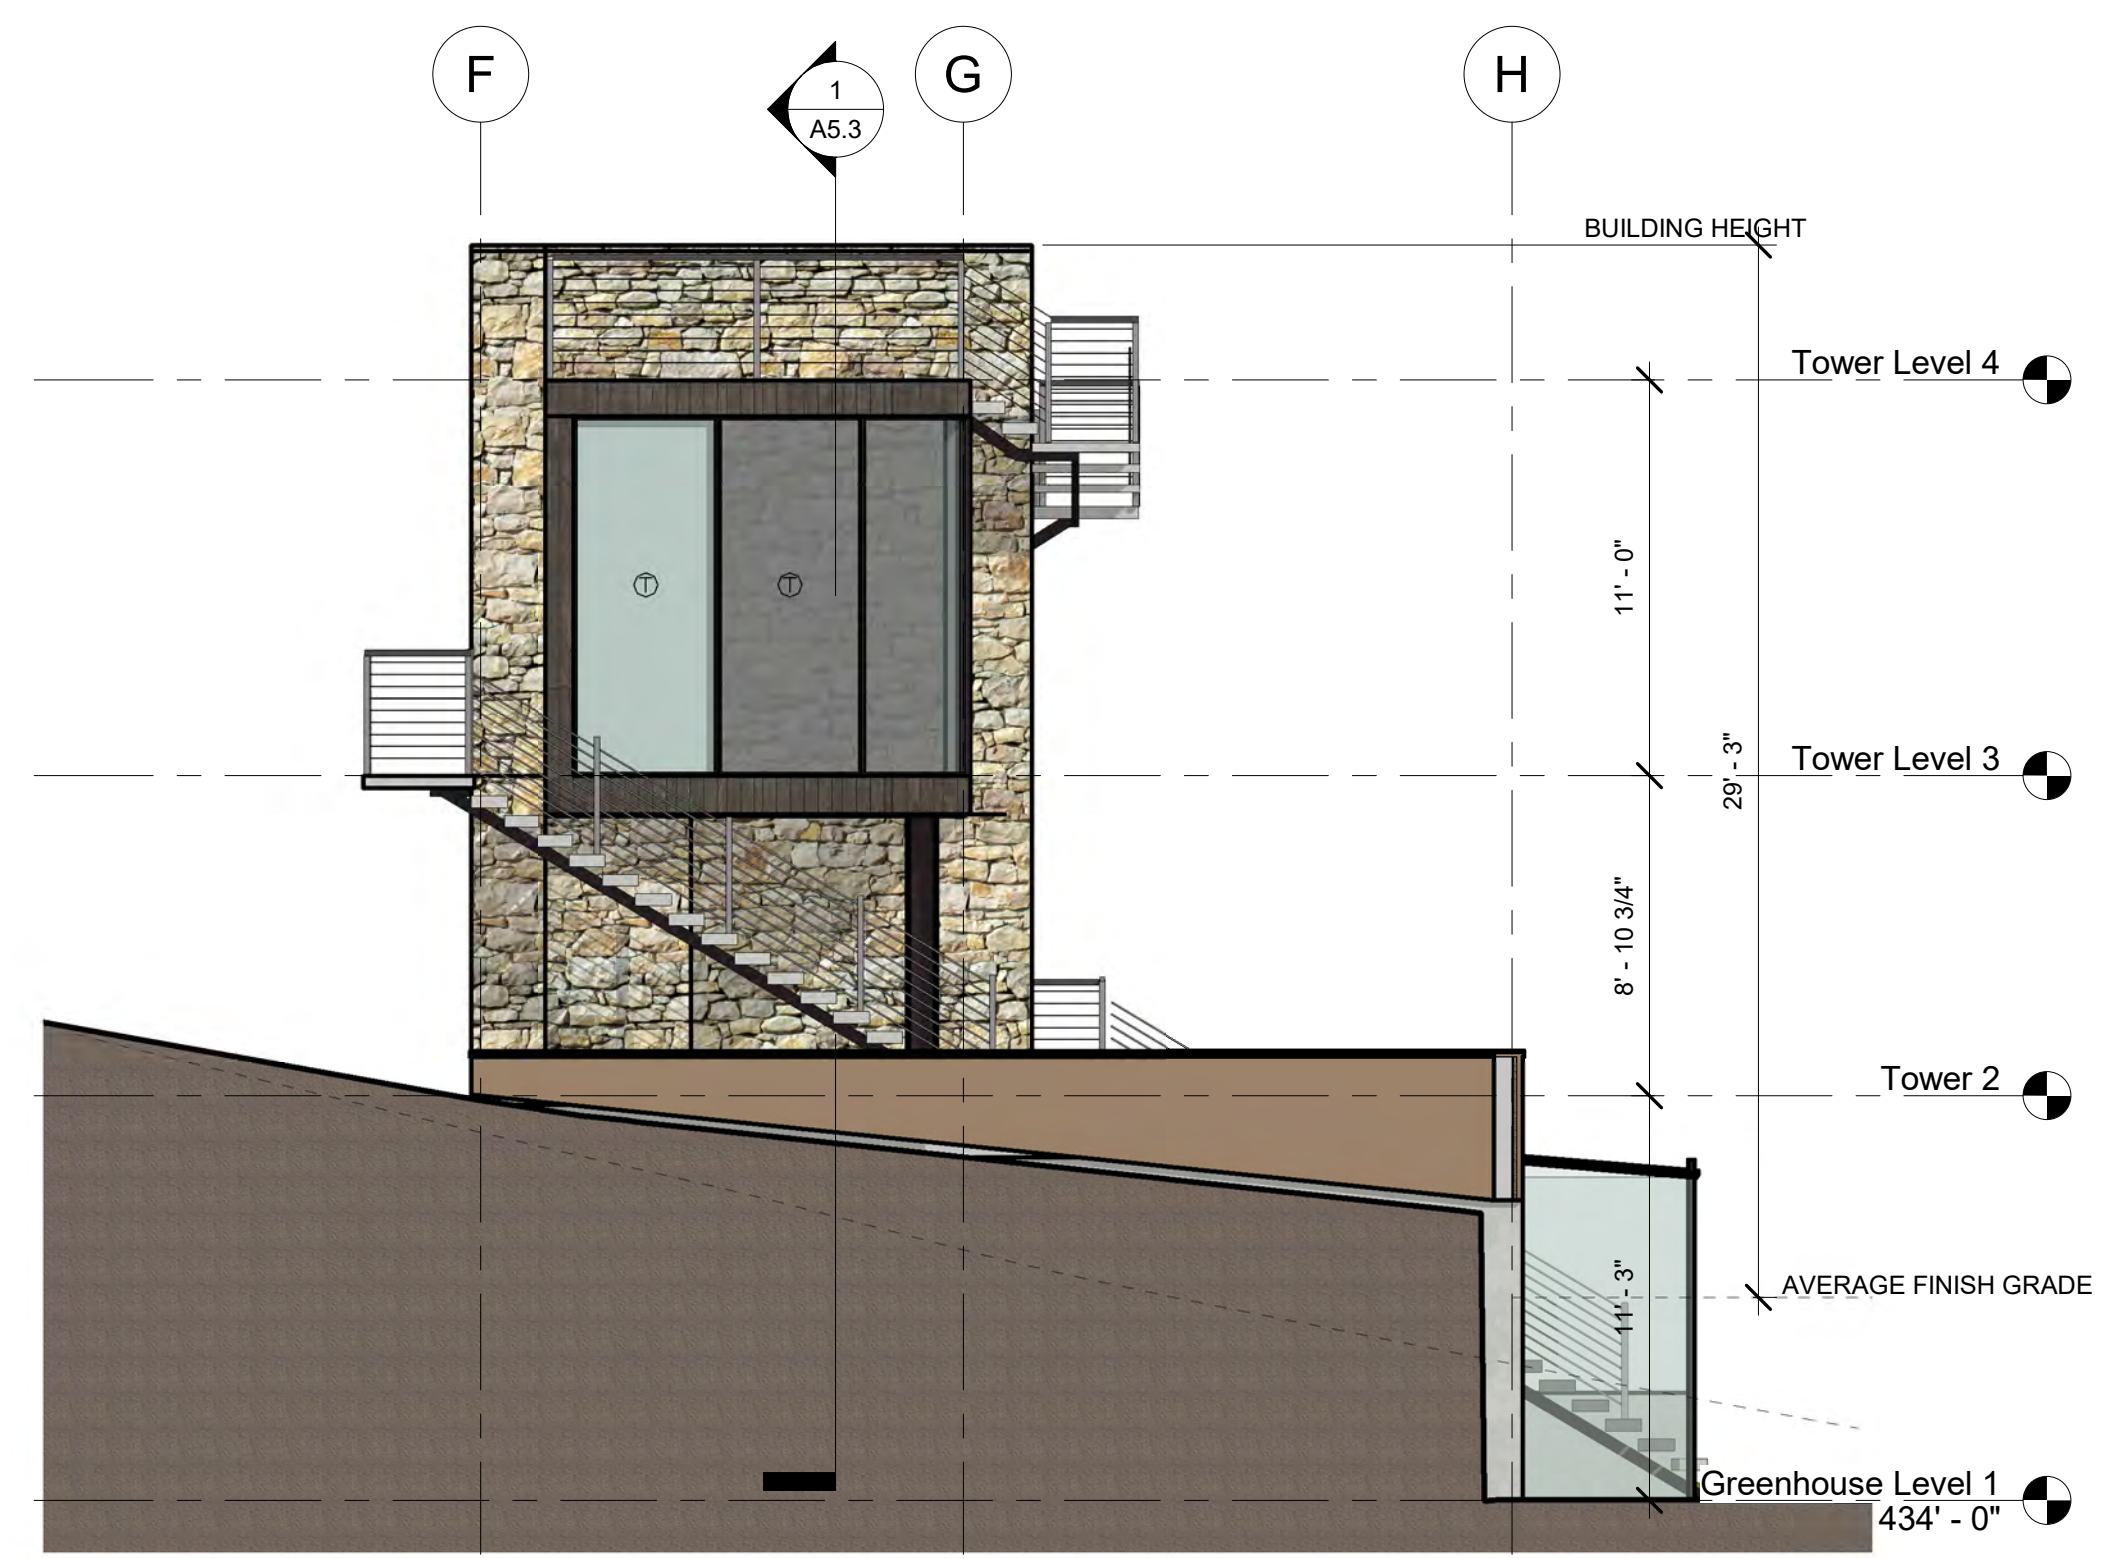 F
1
A5.3
G
H
BUILDING HEIGHT
Tower Level 4
11' - 0"
T
T
Tower Level 3
29' - 3"
8' - 10 3/4"
Tower 2
AVERAGE FINISH GRADE
11' - 3"
Greenhouse Level 1
434' - 0"